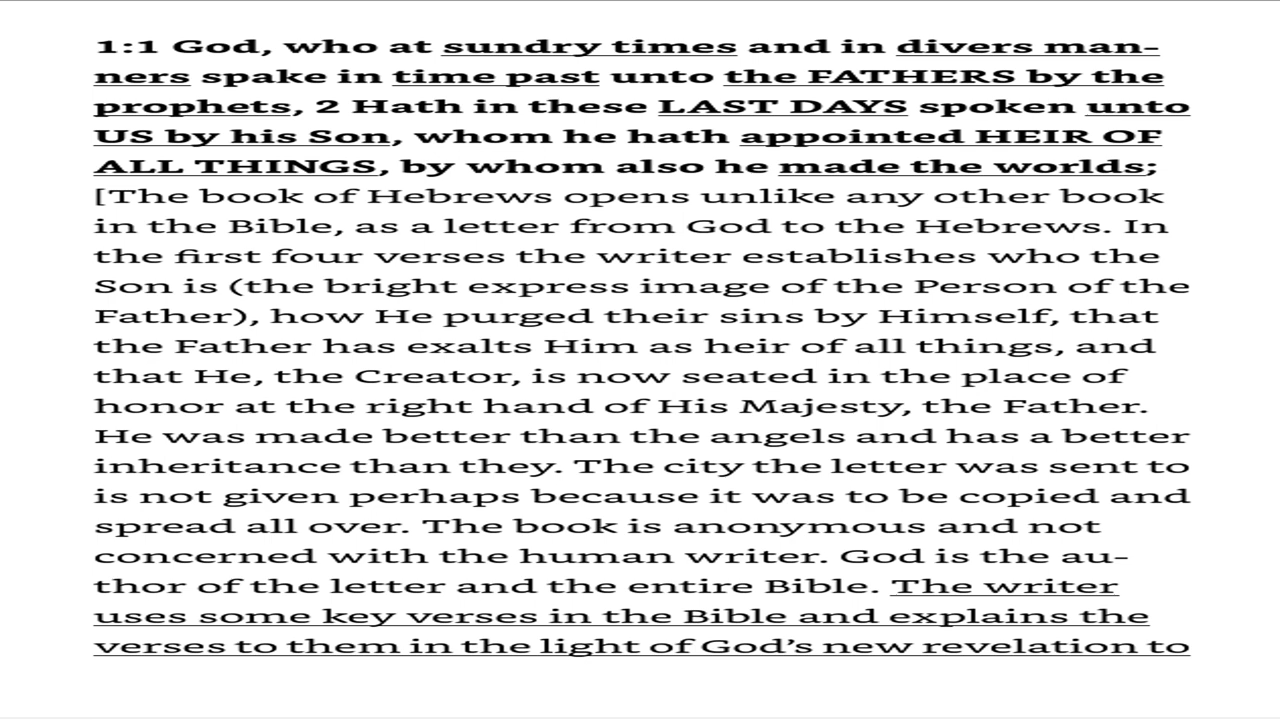 1:1 God, who at sundry times and in divers man-
ners spake in time past unto the FATHERS by the
prophets, 2 Hath in these LAST DAYS spoken unto
US by his Son, whom he hath appointed HEIR OF
ALL THINGS, by whom also he made the worlds;
[The book of Hebrews opens unlike any other book
in the Bible, as a letter from God to the Hebrews. In
the first four verses the writer establishes who the
Son is (the bright express image of the Person of the
Father), how He purged their sins by Himself, that
the Father has exalts Him as heir of all things, and
that He, the Creator, is now seated in the place of
honor at the right hand of His Majesty, the Father.
He was made better than the angels and has a better
inheritance than they. The city the letter was sent to
is not given perhaps because it was to be copied and
spread all over. The book is anonymous and not
concerned with the human writer. God is the au-
thor of the letter and the entire Bible. The writer
uses some key verses in the Bible and explains the
verses to them in the light of God’s new revelation to